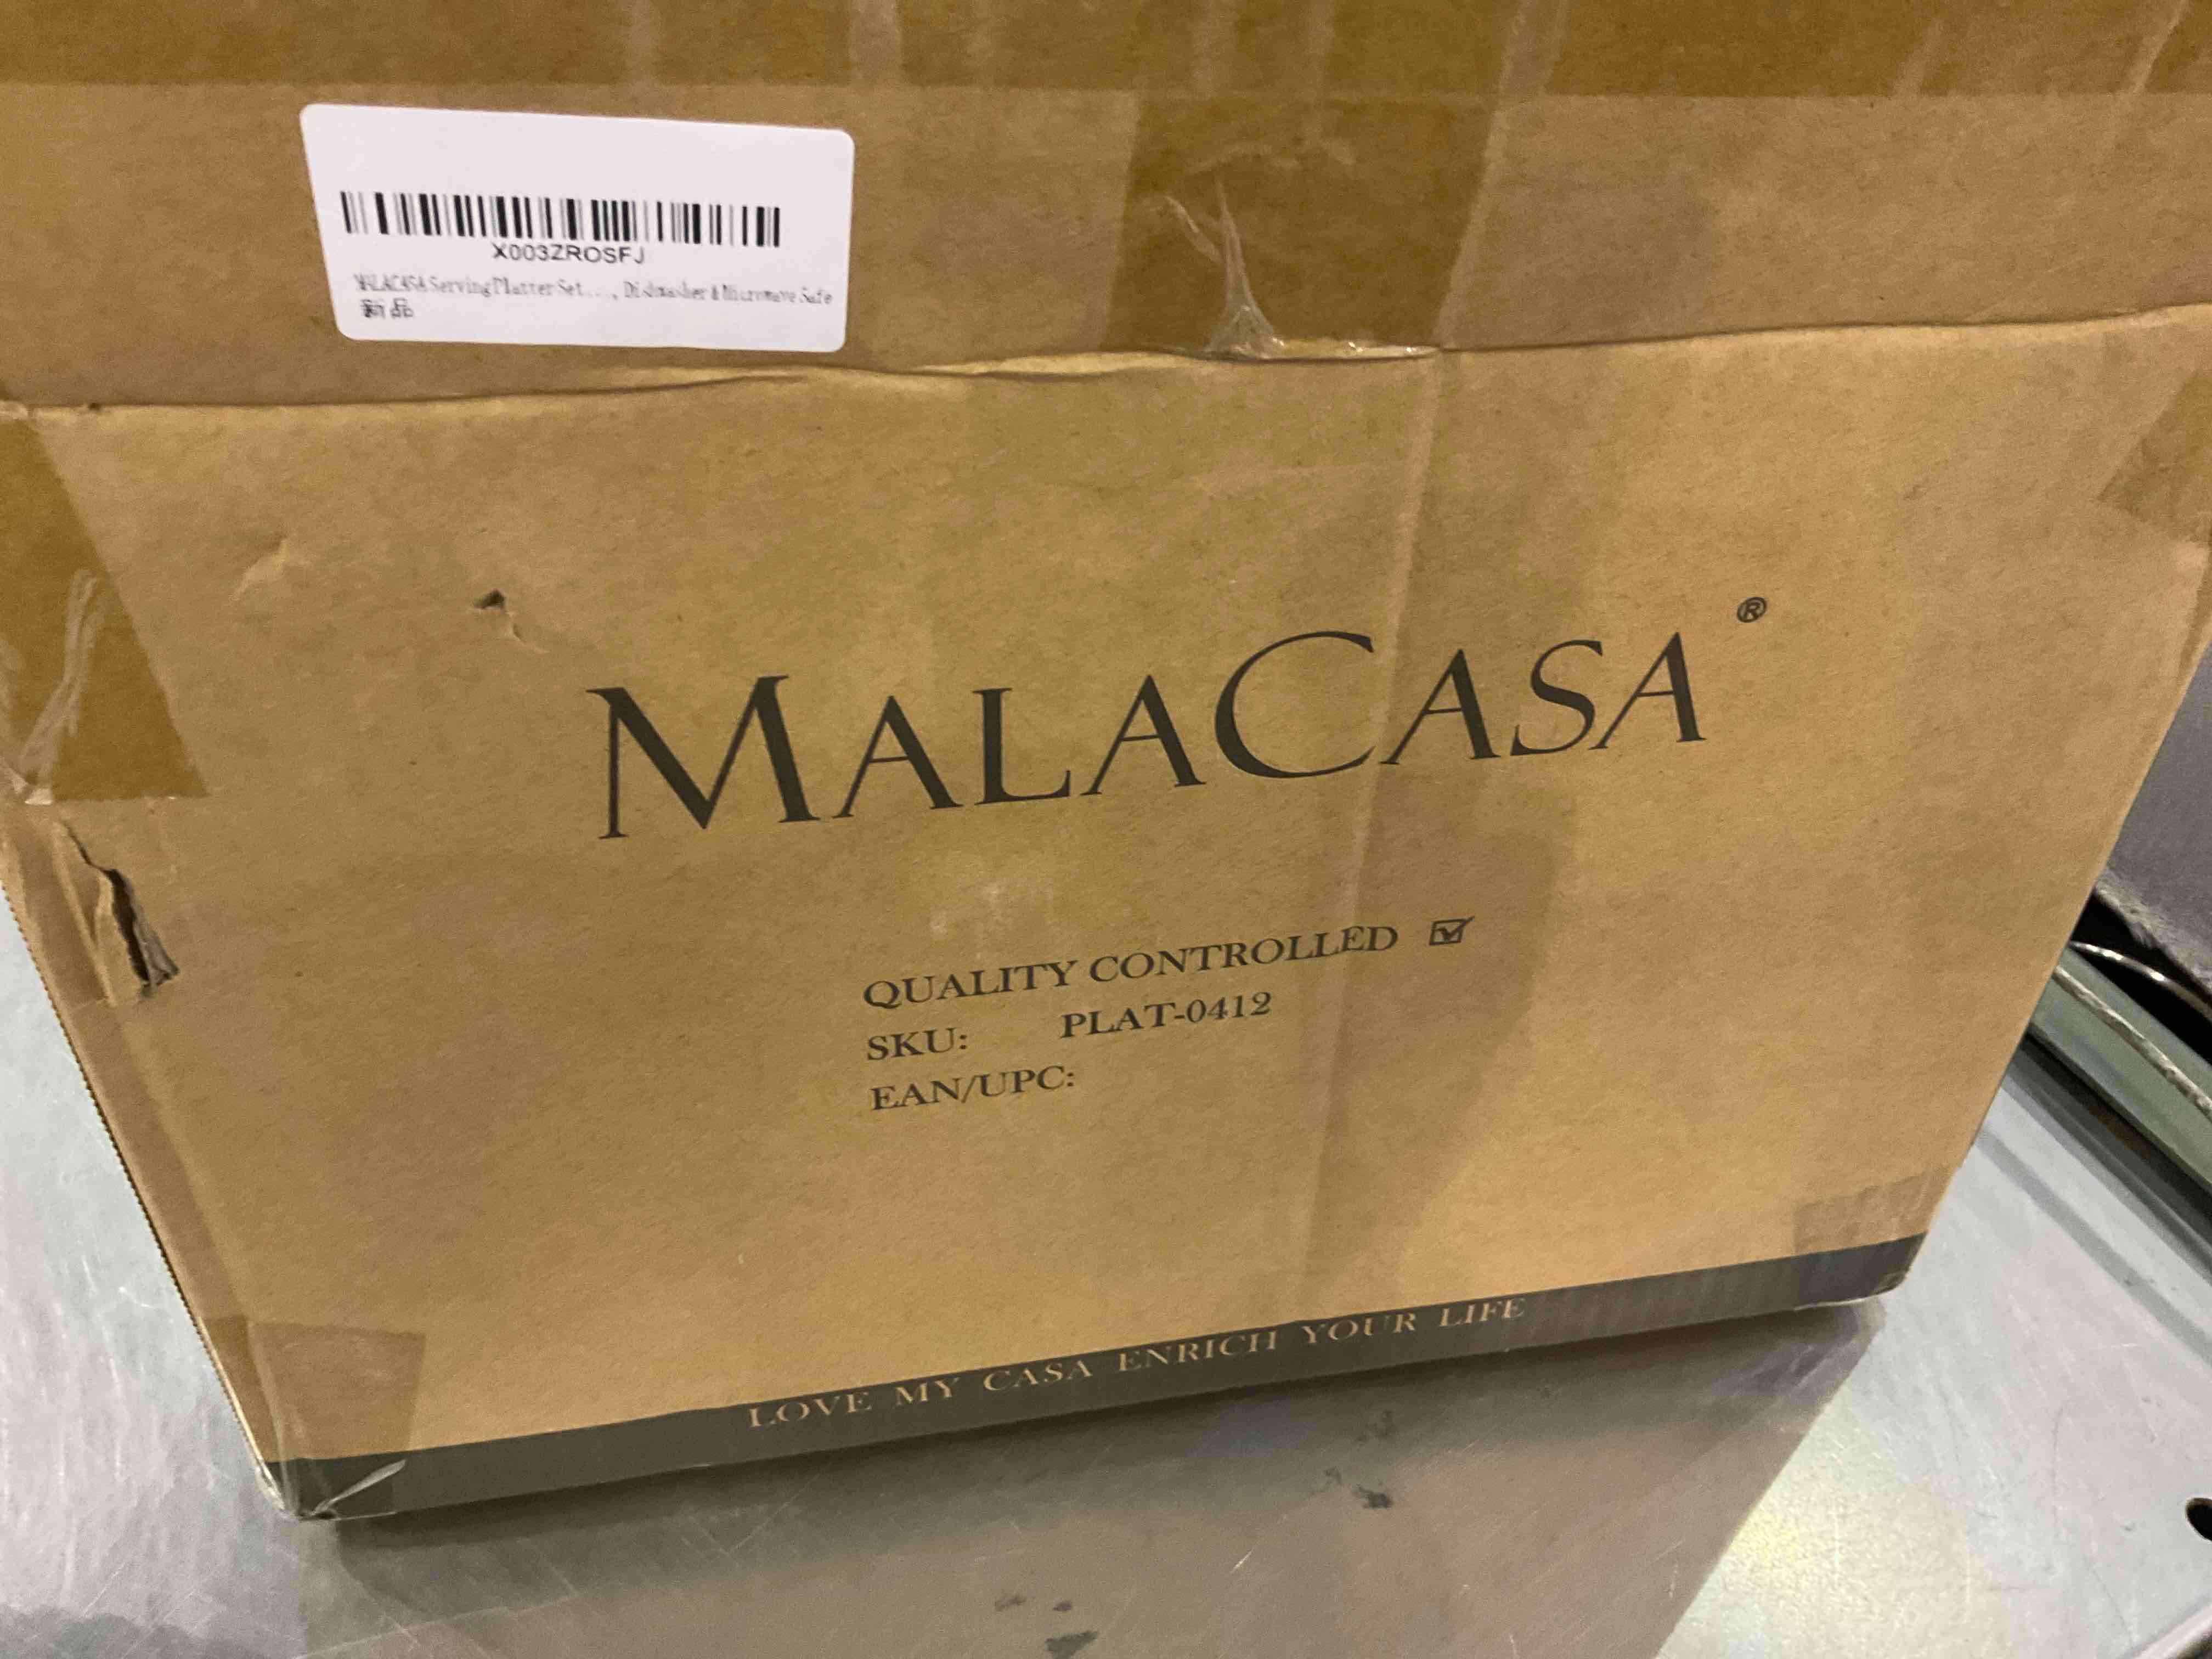 X003ZROSFJ
MALACASA Serving Platter Set..., Dishwasher & Microwave Safe
新品
MALACASA®
QUALITY CONTROLLED ☑
SKU: PLAT-0412
EAN/UPC:
LOVE MY CASA ENRICH YOUR LIFE